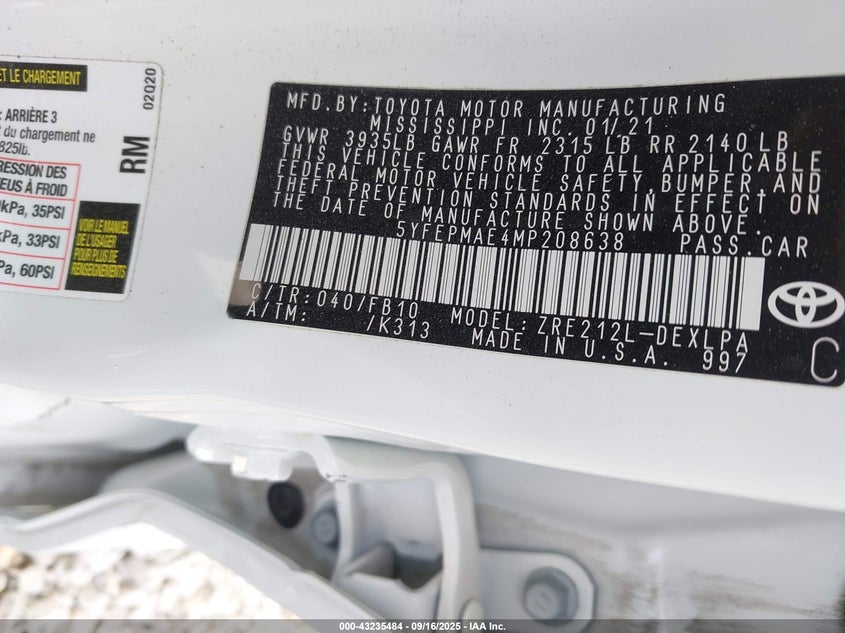 ET LE CHARGEMENT
: ARRIÈRE 3
du chargement ne
825lb.
RESSION DES
EUS À FROID
kPa, 35PSI
kPa, 33PSI
Pa, 60PSI
VOIR LE MANUEL
DE L'USAGER
POUR PLUS DE
RENSEIGNEMENTS
RM
02020
MFD. BY: TOYOTA MOTOR MANUFACTURING
MISSISSIPPI INC. 01/21
GVWR 3935LB GAWR FR 2315 LB RR 2140 LB
THIS VEHICLE CONFORMS TO ALL APPLICABLE
FEDERAL MOTOR VEHICLE SAFETY, BUMPER, AND
THEFT PREVENTION STANDARDS IN EFFECT ON
THE DATE OF MANUFACTURE SHOWN ABOVE.
5YFEPMAE4MP208638 PASS. CAR
C/TR: 040/FB10
A/TM: /K313
MODEL: ZRE212L-DEXLPA
MADE IN U.S.A. 997
C
000-43235484 - 09/16/2025 - IAA Inc.